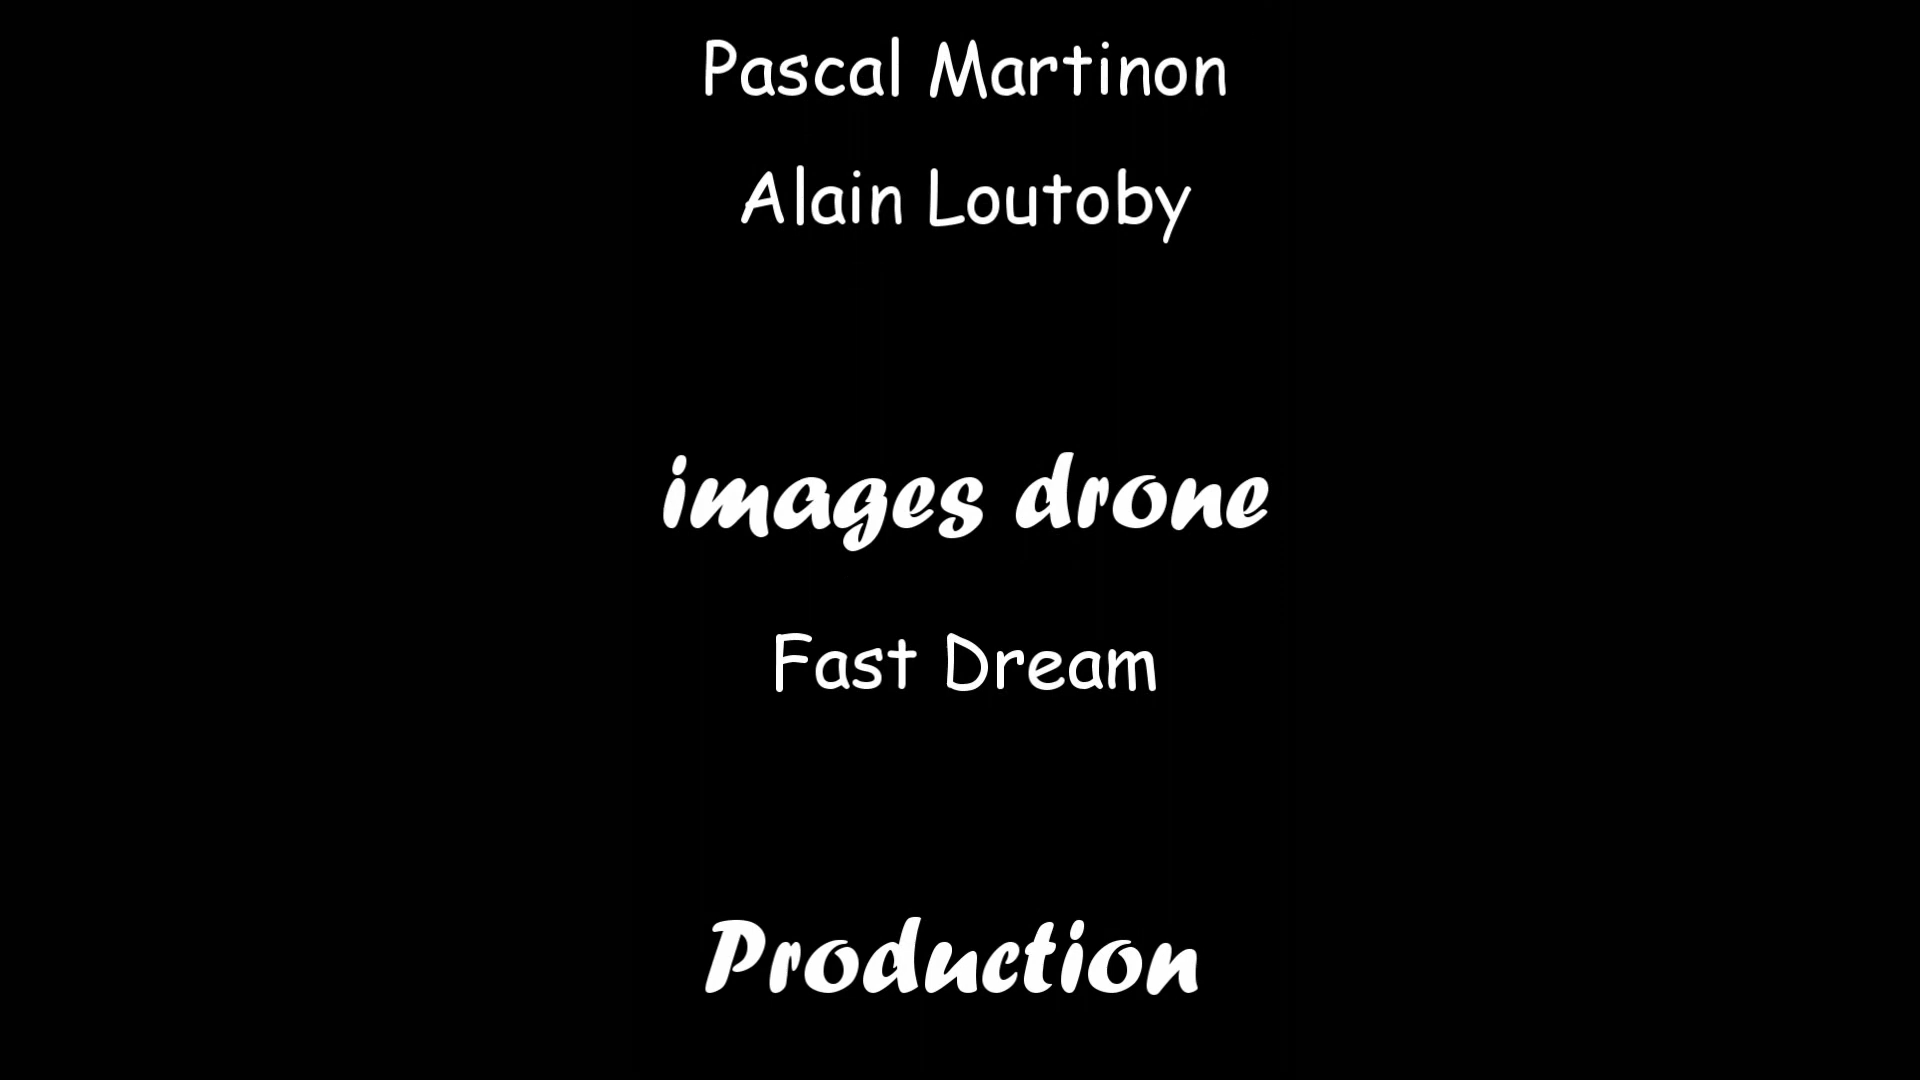 Pascal Martinon
Alain Loutoby
images drone
Fast Dream
Production